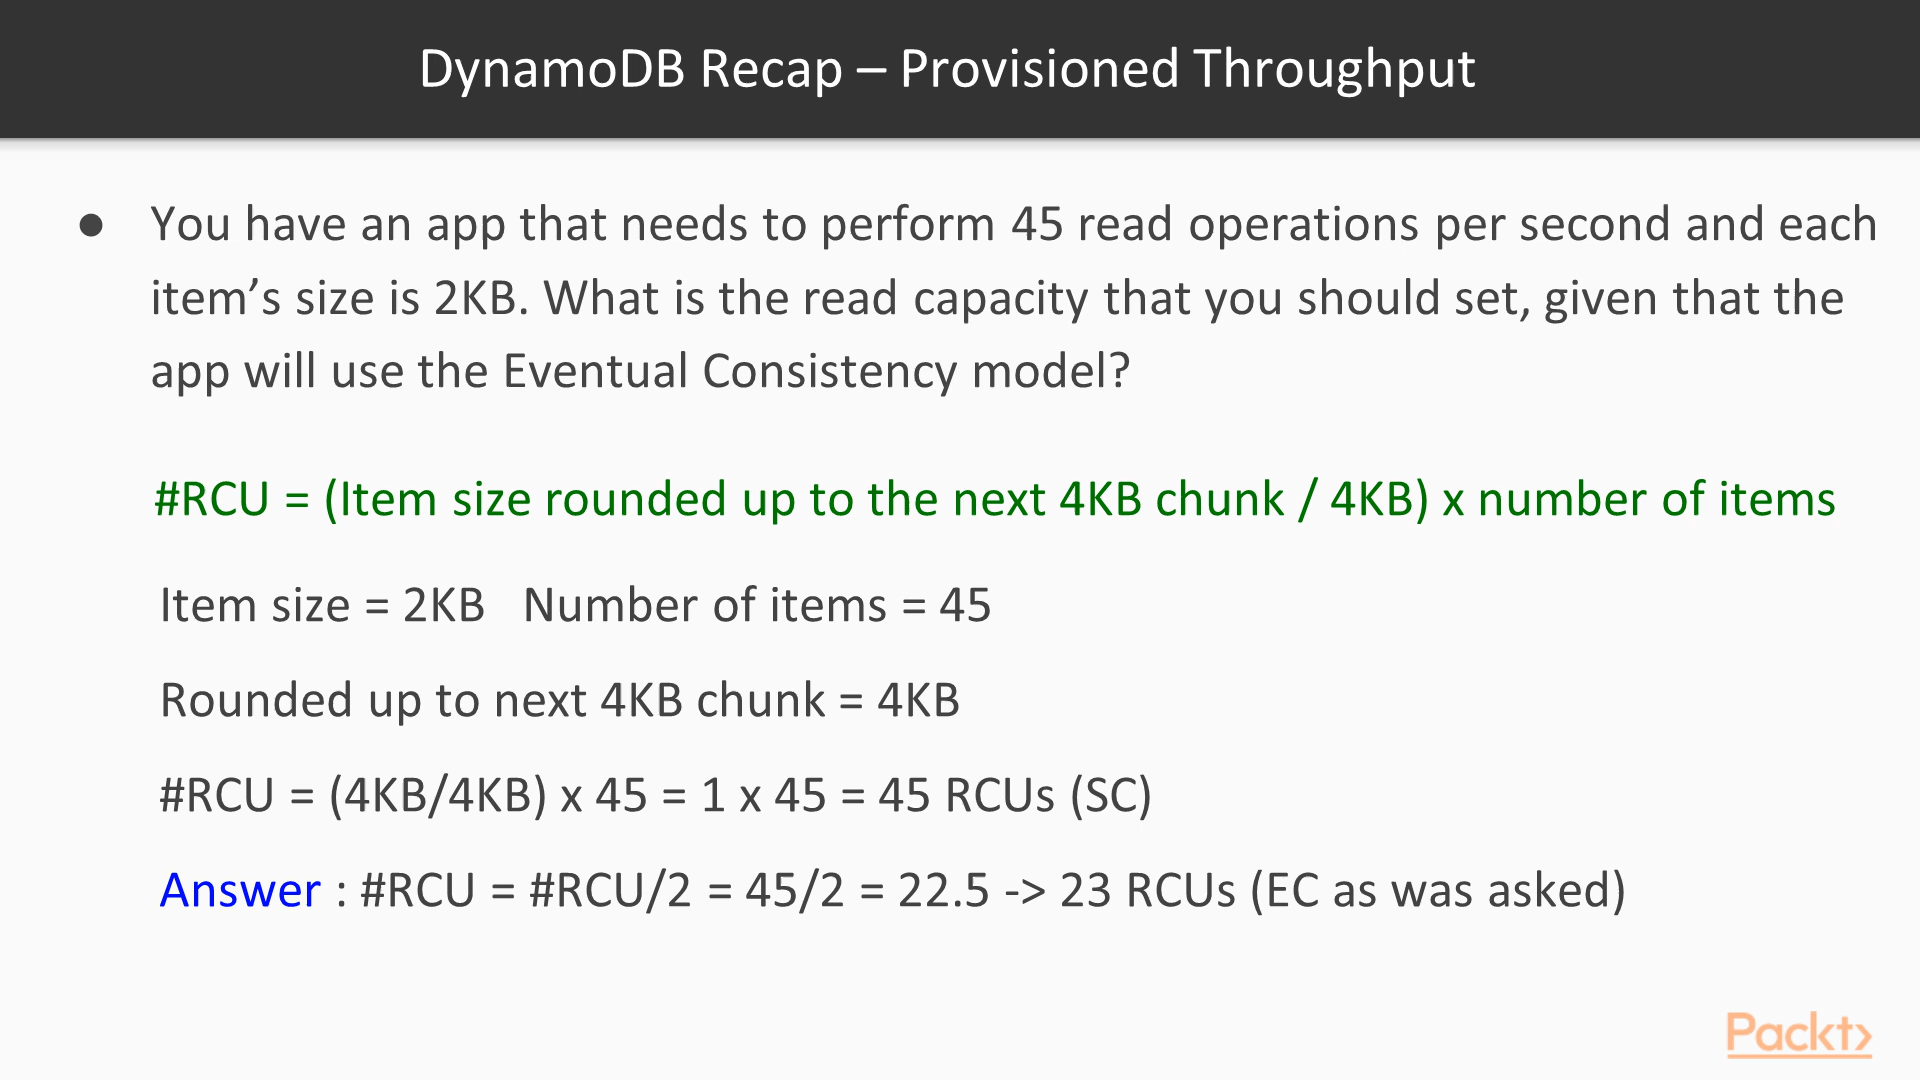 DynamoDB Recap – Provisioned Throughput
● You have an app that needs to perform 45 read operations per second and each
item’s size is 2KB. What is the read capacity that you should set, given that the
app will use the Eventual Consistency model?
#RCU = (Item size rounded up to the next 4KB chunk / 4KB) x number of items
Item size = 2KB Number of items = 45
Rounded up to next 4KB chunk = 4KB
#RCU = (4KB/4KB) x 45 = 1 x 45 = 45 RCUs (SC)
Answer : #RCU = #RCU/2 = 45/2 = 22.5 -> 23 RCUs (EC as was asked)
Packt>